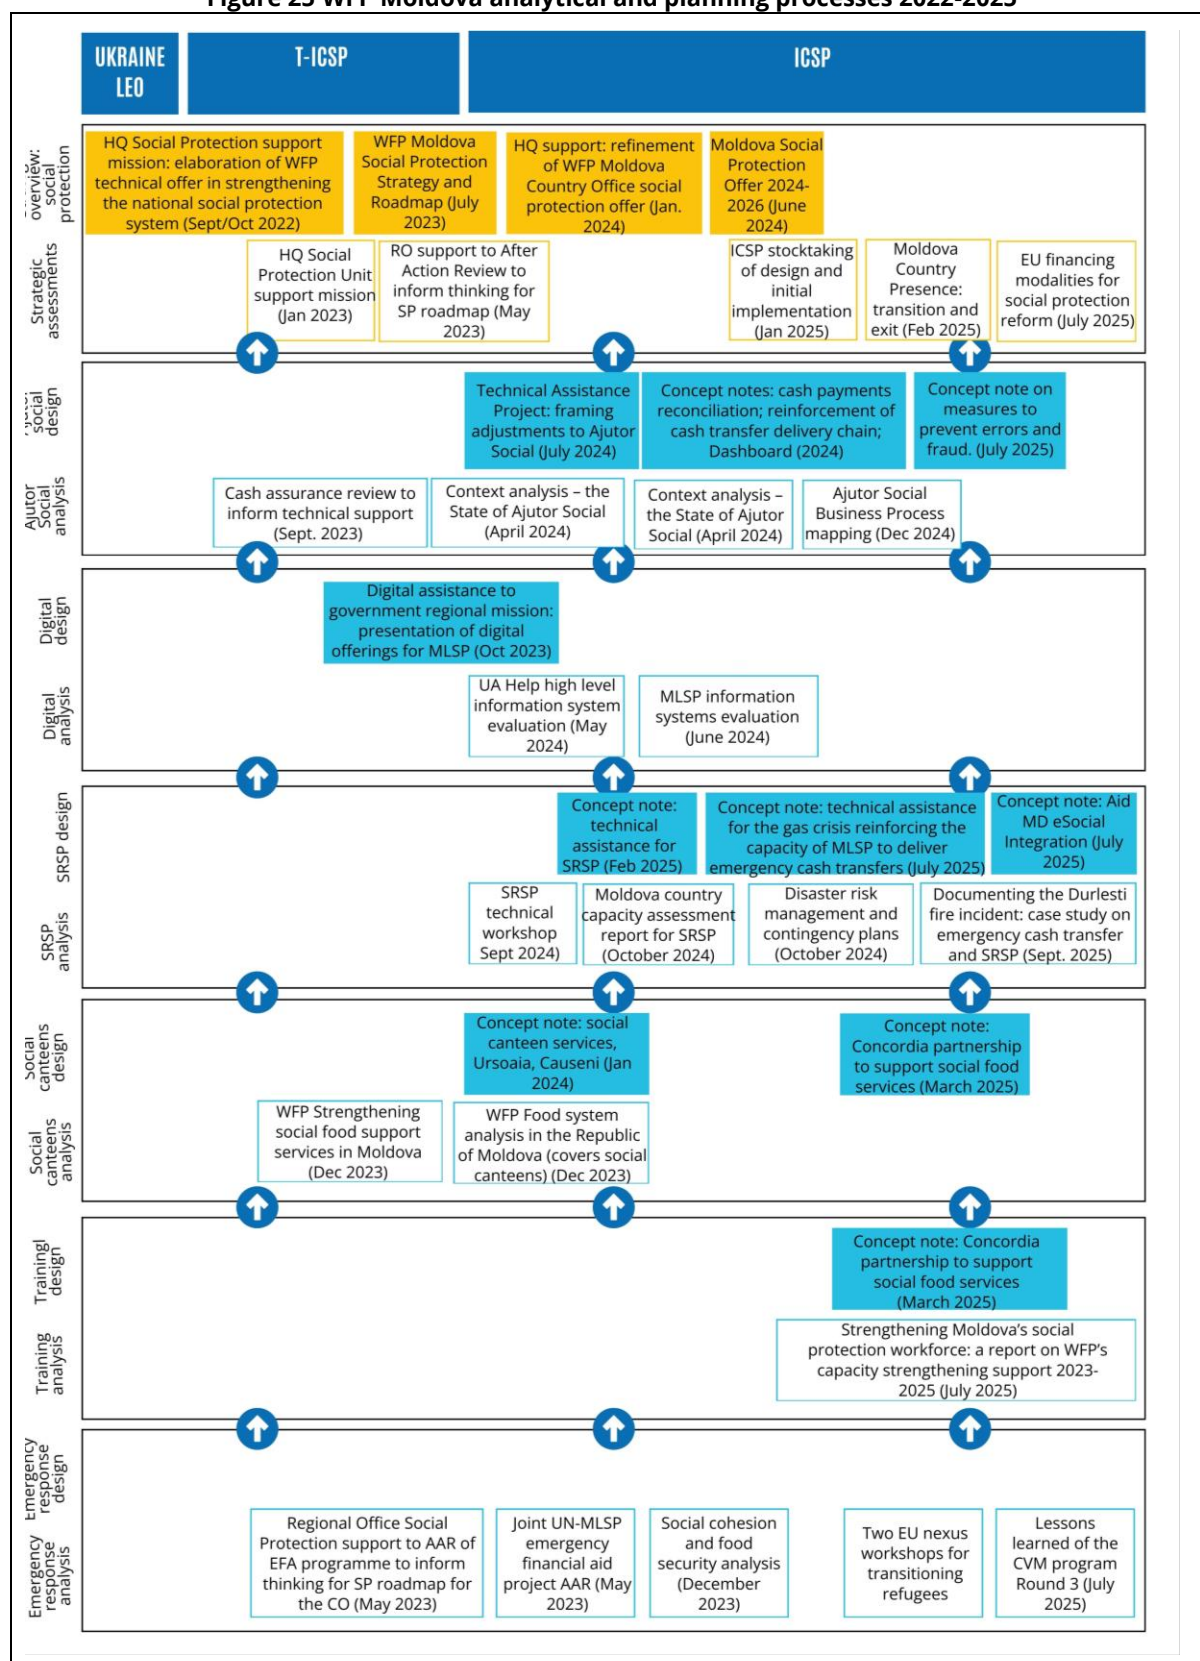 Figure 23 WFP Moldova analytical and planning processes 2022-2025
UKRAINE
LEO
T-ICSP
ICSP
overview:
social
protection
HQ Social Protection support
mission: elaboration of WFP
technical offer in strengthening
the national social protection
system (Sept/Oct 2022)
WFP Moldova
Social Protection
Strategy and
Roadmap (July
2023)
HQ support: refinement
of WFP Moldova
Country Office social
protection offer (Jan.
2024)
Moldova Social
Protection
Offer 2024-
2026 (June
2024)
Strategic
assessments
HQ Social
Protection Unit
support mission
(Jan 2023)
RO support to After
Action Review to
inform thinking for
SP roadmap (May
2023)
ICSP stocktaking
of design and
initial
implementation
(Jan 2025)
Moldova
Country
Presence:
transition and
exit (Feb 2025)
EU financing
modalities for
social protection
reform (July 2025)
social
design
Technical Assistance
Project: framing
adjustments to Ajutor
Social (July 2024)
Concept notes: cash payments
reconciliation; reinforcement of
cash transfer delivery chain;
Dashboard (2024)
Concept note on
measures to
prevent errors and
fraud. (July 2025)
Ajutor
Social
analysis
Cash assurance review to
inform technical support
(Sept. 2023)
Context analysis – the
State of Ajutor Social
(April 2024)
Context analysis –
the State of Ajutor
Social (April 2024)
Ajutor Social
Business Process
mapping (Dec 2024)
Digital
design
Digital assistance to
government regional mission:
presentation of digital
offerings for MLSP (Oct 2023)
Digital
analysis
UA Help high level
information system
evaluation (May
2024)
MLSP information
systems evaluation
(June 2024)
SRSP design
Concept note:
technical
assistance for
SRSP (Feb 2025)
Concept note: technical assistance
for the gas crisis reinforcing the
capacity of MLSP to deliver
emergency cash transfers (July 2025)
Concept note: Aid
MD eSocial
Integration (July
2025)
SRSP
analysis
SRSP
technical
workshop
Sept 2024)
Moldova country
capacity assessment
report for SRSP
(October 2024)
Disaster risk
management and
contingency plans
(October 2024)
Documenting the Durlesti
fire incident: case study on
emergency cash transfer
and SRSP (Sept. 2025)
Social
canteens
design
Concept note: social
canteen services,
Ursoaia, Causeni (Jan
2024)
Concept note:
Concordia partnership
to support social food
services (March 2025)
Social
canteens
analysis
WFP Strengthening
social food support
services in Moldova
(Dec 2023)
WFP Food system
analysis in the Republic
of Moldova (covers social
canteens) (Dec 2023)
Trainingl
design
Concept note: Concordia
partnership to support
social food services
(March 2025)
Training
analysis
Strengthening Moldova's social
protection workforce: a report on WFP's
capacity strengthening support 2023-
2025 (July 2025)
Emergency
response
design
Emergency
response
analysis
Regional Office Social
Protection support to AAR of
EFA programme to inform
thinking for SP roadmap for
the CO (May 2023)
Joint UN-MLSP
emergency
financial aid
project AAR (May
2023)
Social cohesion
and food
security analysis
(December
2023)
Two EU nexus
workshops for
transitioning
refugees
Lessons
learned of the
CVM program
Round 3 (July
2025)